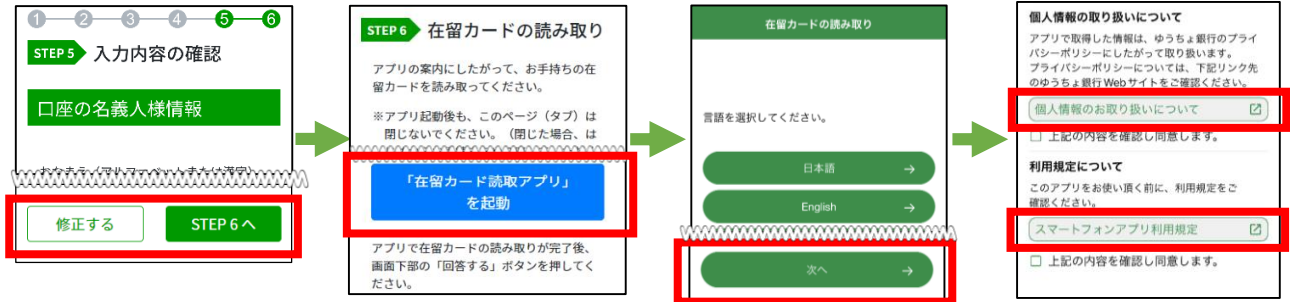 1 2 3 4 5 6
STEP 5 入力内容の確認
口座の名義人様情報
おなまえ（アルファベットまたは漢字）
修正する
STEP 6 へ
STEP 6 在留カードの読み取り
アプリの案内にしたがって、お手持ちの在
留カードを読み取ってください。
※アプリ起動後も、このページ（タブ）は
閉じないでください。（閉じた場合、は
「在留カード読取アプリ」
を起動
アプリで在留カードの読み取りが完了後、
画面下部の「回答する」ボタンを押してく
ださい。
在留カードの読み取り
言語を選択してください。
日本語 →
English →
次へ →
個人情報の取り扱いについて
アプリで取得した情報は、ゆうちょ銀行のプライ
バシーポリシーにしたがって取り扱います。
プライバシーポリシーについては、下記リンク先
のゆうちょ銀行Webサイトをご確認ください。
個人情報のお取り扱いについて
上記の内容を確認し同意します。
利用規定について
このアプリをお使い頂く前に、利用規定をご
確認ください。
スマートフォンアプリ利用規定
上記の内容を確認し同意します。